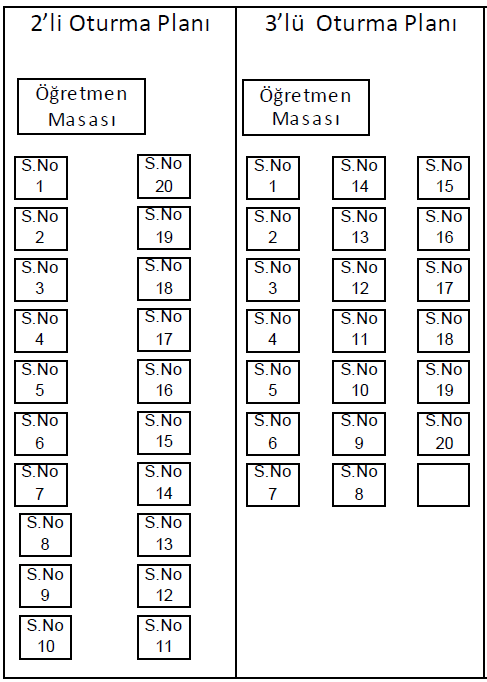 2’li Oturma Planı
Öğretmen
Masası
S.No
1
S.No
20
S.No
2
S.No
19
S.No
3
S.No
18
S.No
4
S.No
17
S.No
5
S.No
16
S.No
6
S.No
15
S.No
7
S.No
14
S.No
8
S.No
13
S.No
9
S.No
12
S.No
10
S.No
11
3’lü Oturma Planı
Öğretmen
Masası
S.No
1
S.No
14
S.No
15
S.No
2
S.No
13
S.No
16
S.No
3
S.No
12
S.No
17
S.No
4
S.No
11
S.No
18
S.No
5
S.No
10
S.No
19
S.No
6
S.No
9
S.No
20
S.No
7
S.No
8